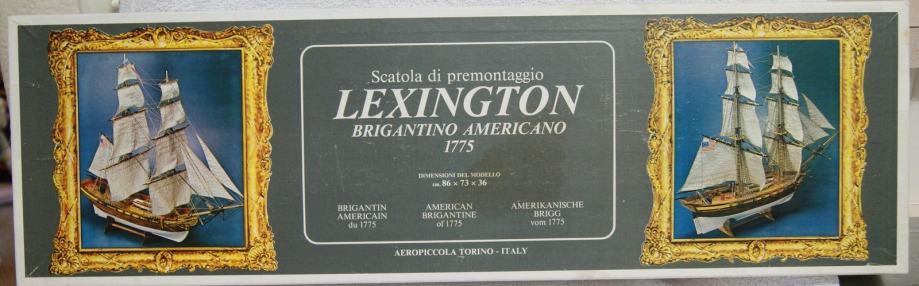 Scatola di premontaggio
LEXINGTON
BRIGANTINO AMERICANO
1775
DIMENSIONI DEL MODELLO
cm. 86 × 73 × 36
BRIGANTIN
AMERICAIN
du 1775
AMERICAN
BRIGANTINE
of 1775
AMERIKANISCHE
BRIGG
vom 1775
AEROPICCOLA TORINO - ITALY